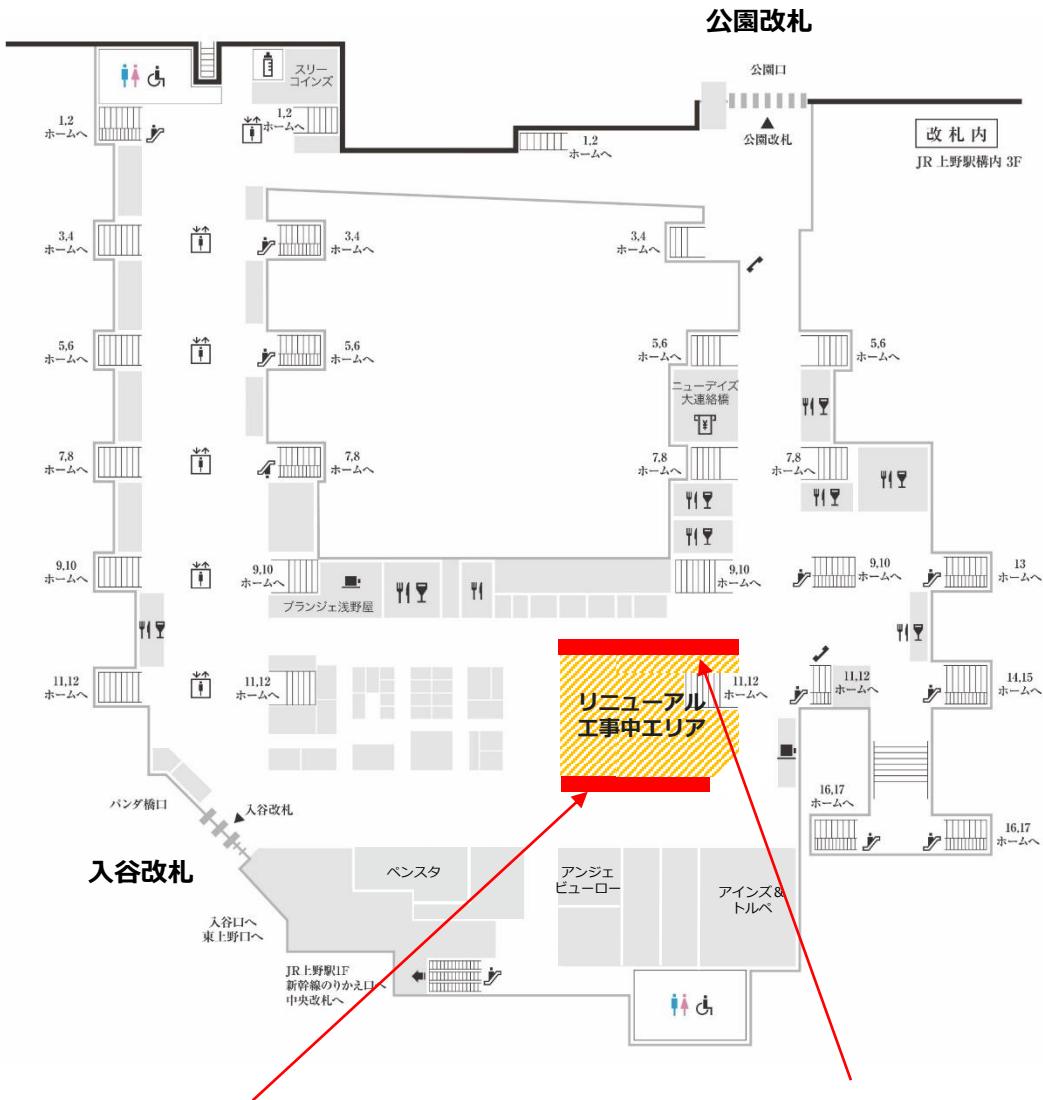 公園改札
公園口
公園改札
改札内
JR 上野駅構内 3F
スリー
コインズ
1,2
ホームへ
1,2
ホームへ
1,2
ホームへ
3,4
ホームへ
3,4
ホームへ
3,4
ホームへ
5,6
ホームへ
5,6
ホームへ
5,6
ホームへ
5,6
ホームへ
ニューデイズ
大連絡橋
¥
7,8
ホームへ
7,8
ホームへ
7,8
ホームへ
7,8
ホームへ
9,10
ホームへ
9,10
ホームへ
ブランジェ浅野屋
9,10
ホームへ
9,10
ホームへ
13
ホームへ
11,12
ホームへ
11,12
ホームへ
リニューアル
工事中エリア
11,12
ホームへ
11,12
ホームへ
14,15
ホームへ
パンダ橋口
入谷改札
入谷改札
16,17
ホームへ
16,17
ホームへ
ペンスタ
アンジェ
ビューロー
アインズ&
トルペ
入谷口へ
東上野口へ
JR上野駅1F
新幹線のりかえ口へ
中央改札へ